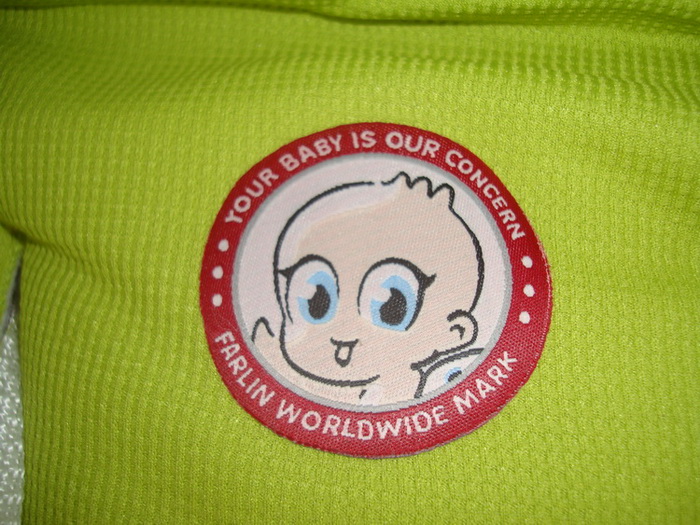 YOUR BABY IS OUR CONCERN
FARLIN WORLDWIDE MARK